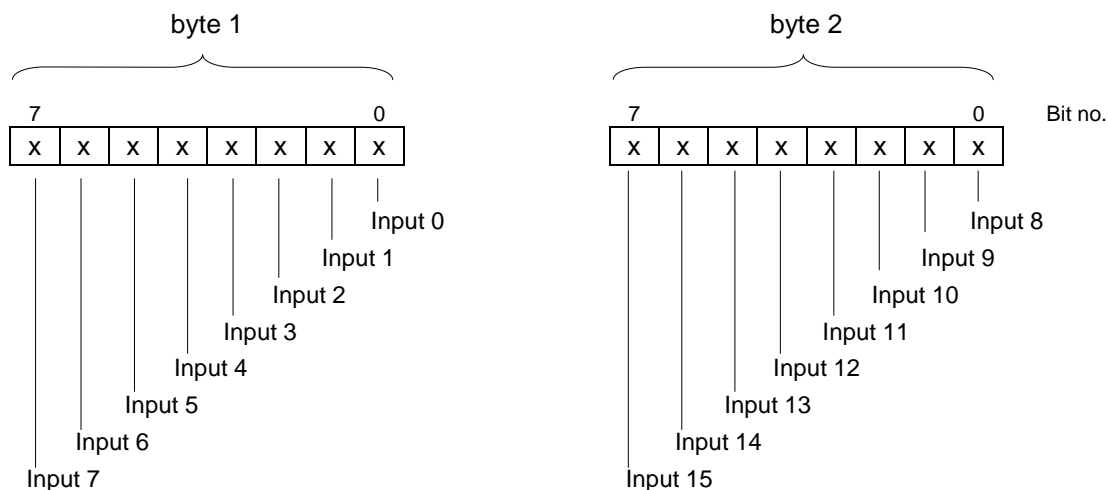 byte 1 byte 2
7 0 7 0 Bit no.
x x x x x x x x x x x x x x x x
Input 0 Input 8
Input 1 Input 9
Input 2 Input 10
Input 3 Input 11
Input 4 Input 12
Input 5 Input 13
Input 6 Input 14
Input 7 Input 15